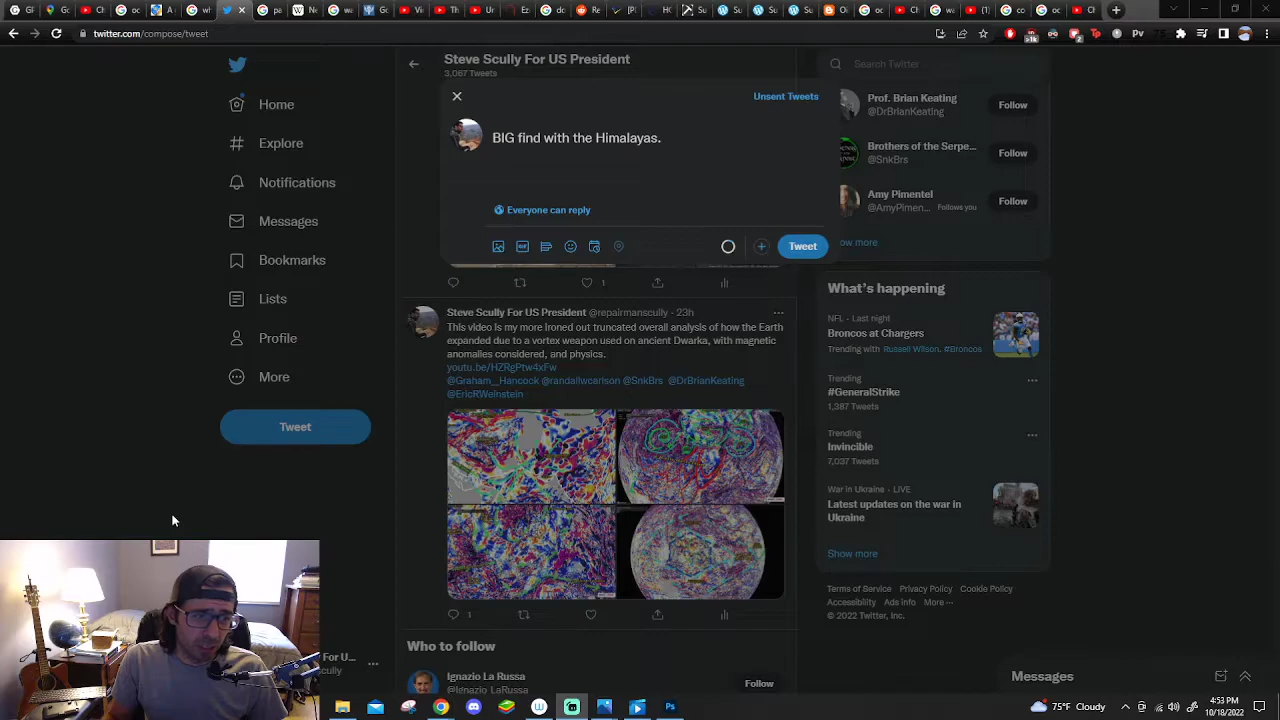 twitter.com/compose/tweet
Home
Explore
Notifications
Messages
Bookmarks
Lists
Profile
More
Tweet
Steve Scully For US President
3,067 Tweets
Unsent Tweets
BIG find with the Himalayas.
Everyone can reply
Tweet
1
Steve Scully For US President @repairmanscully · 23h
This video is my more ironed out truncated overall analysis of how the Earth
expanded due to a vortex weapon used on ancient Dwarka, with magnetic
anomalies considered, and physics.
youtu.be/HZRgPtw4xFw
@Graham__Hancock @randallwcarlson @SnkBrs @DrBrianKeating
@EricRWeinstein
1
Who to follow
Ignazio La Russa
@Ignazio_LaRussa
Follow
Search Twitter
Prof. Brian Keating
@DrBrianKeating
Follow
Brothers of the Serpe...
@SnkBrs
Follow
Amy Pimentel
@AmyPimen... Follows you
Follow
ow more
What's happening
NFL · Last night
Broncos at Chargers
Trending with Russell Wilson, #Broncos
Trending
#GeneralStrike
1,387 Tweets
Trending
Invincible
7,037 Tweets
War in Ukraine · LIVE
Latest updates on the war in
Ukraine
Show more
Terms of Service Privacy Policy Cookie Policy
Accessibility Ads info More ···
© 2022 Twitter, Inc.
Messages
For U...
cully
75°F Cloudy
4:53 PM
10/18/2022